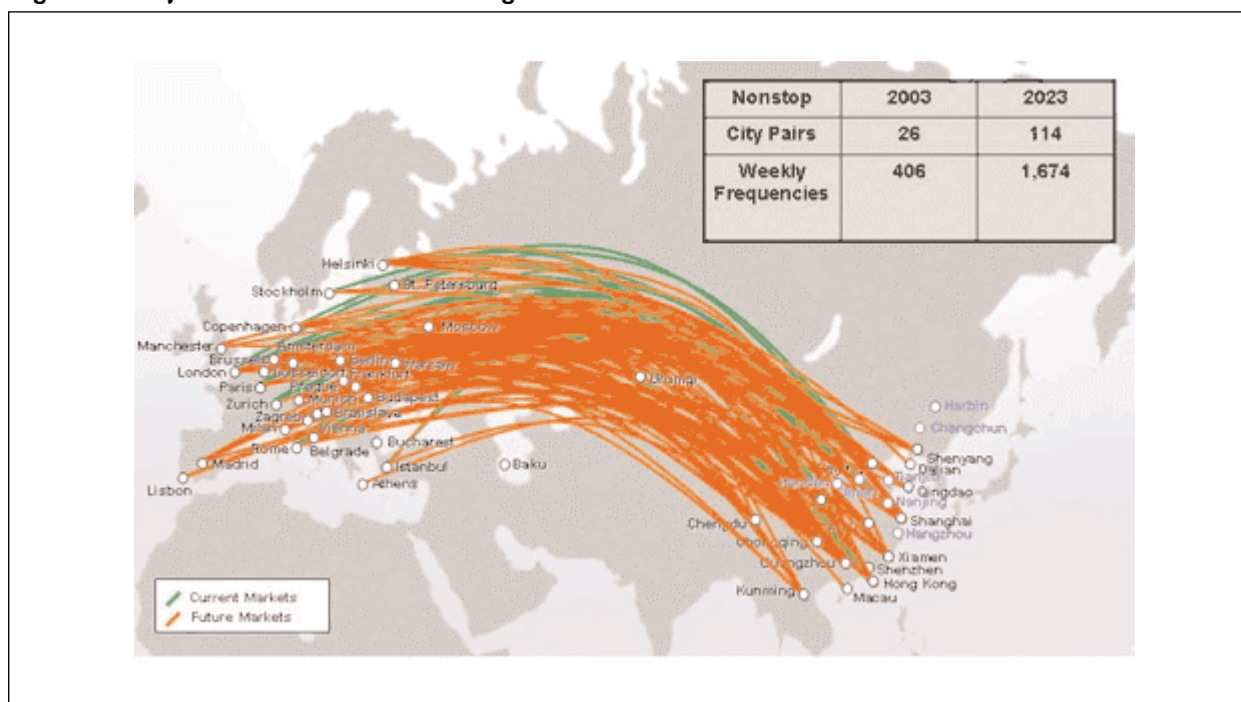 Nonstop 2003 2023
City Pairs 26 114
Weekly 406 1,674
Frequencies
Helsinki
St. Petersburg
Stockholm
Copenhagen
Moscow
Manchester
Amsterdam
Brussels
Berlin
Warsaw
London
Dusseldorf
Frankfurt
Paris
Prague
Urumqi
Zurich
Munich
Budapest
Harbin
Zagreb
Bratislava
Milan
Vienna
Changchun
Rome
Belgrade
Bucharest
Shenyang
Madrid
Istanbul
Baku
Dalian
Lisbon
Athens
Tianjin
Qingdao
Jinan
Nanjing
Chengdu
Shanghai
Hangzhou
Chongqing
Xiamen
Guangzhou
Shenzhen
Hong Kong
Kunming
Macau
Current Markets
Future Markets